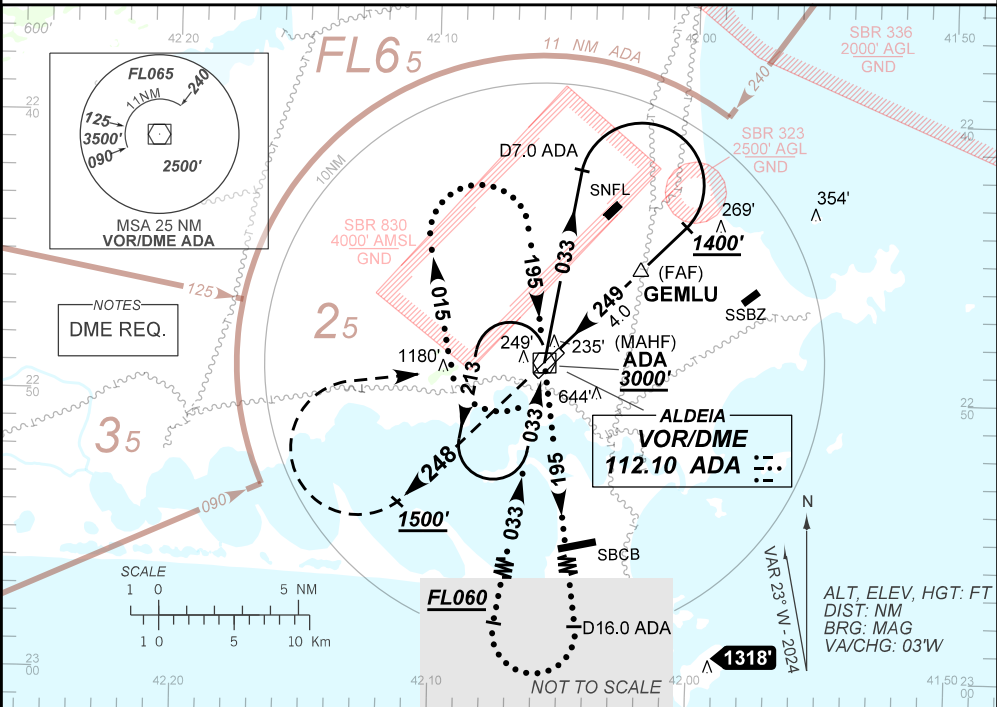 600'
42,10
42,00
41 50
FL065
11NM
240
125
3500'
090
2500'
MSA 25 NM
VOR/DME ADA
22
40
FL65
11 NM ADA
240
SBR 336
2000' AGL
GND
22
40
10NM
D7.0 ADA
SNFL
SBR 323
2500' AGL
GND
SBR 830
4000' AMSL
GND
269'
354'
1400'
033
195
015
(FAF)
GEMLU
249
4.0
SSBZ
125
NOTES
DME REQ.
25
1180'
249'
235'
(MAHF)
ADA
3000'
644'
213
033
22
50
22
50
35
ALDEIA
VOR/DME
112.10 ADA
248
195
1500'
033
090
SBCB
SCALE
1 0 5 NM
1 0 5 10 Km
FL060
D16.0 ADA
NOT TO SCALE
N
VAR 23° W - 2024
ALT, ELEV, HGT: FT
DIST: NM
BRG: MAG
VA/CHG: 03'W
1318'
23
00
42,20
42,10
42,00
41,50
23
00